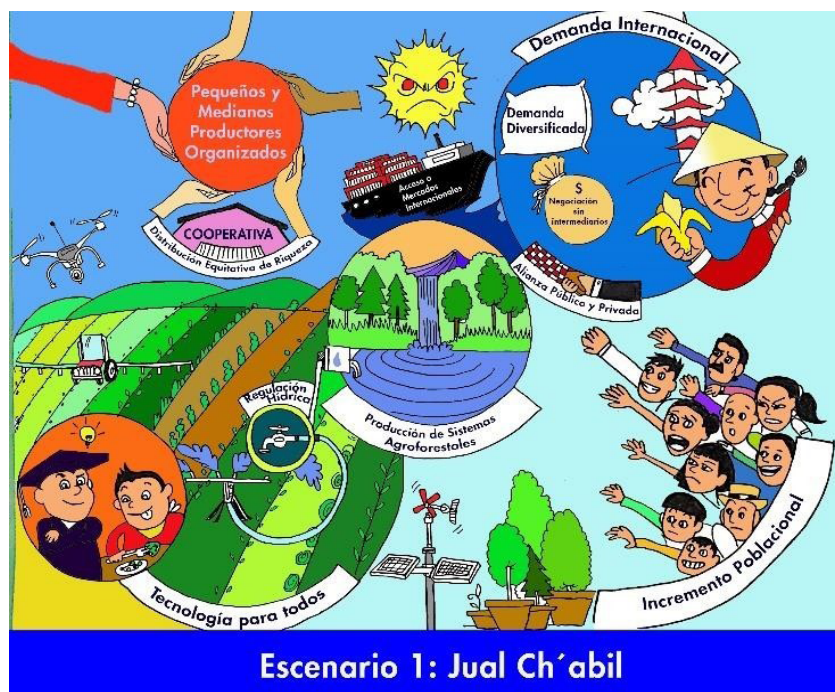 Pequeños y
Medianos
Productores
Organizados
COOPERATIVA
Distribución Equitativa de Riqueza
Acceso a
Mercados
Internacionales
Demanda Internacional
Demanda
Diversificada
$
Negociación
sin
intermediarios
Alianza Público y Privada
Regulación
Hídrica
Producción de Sistemas
Agroforestales
Tecnología para todos
Incremento Poblacional
Escenario 1: Jual Ch´abil